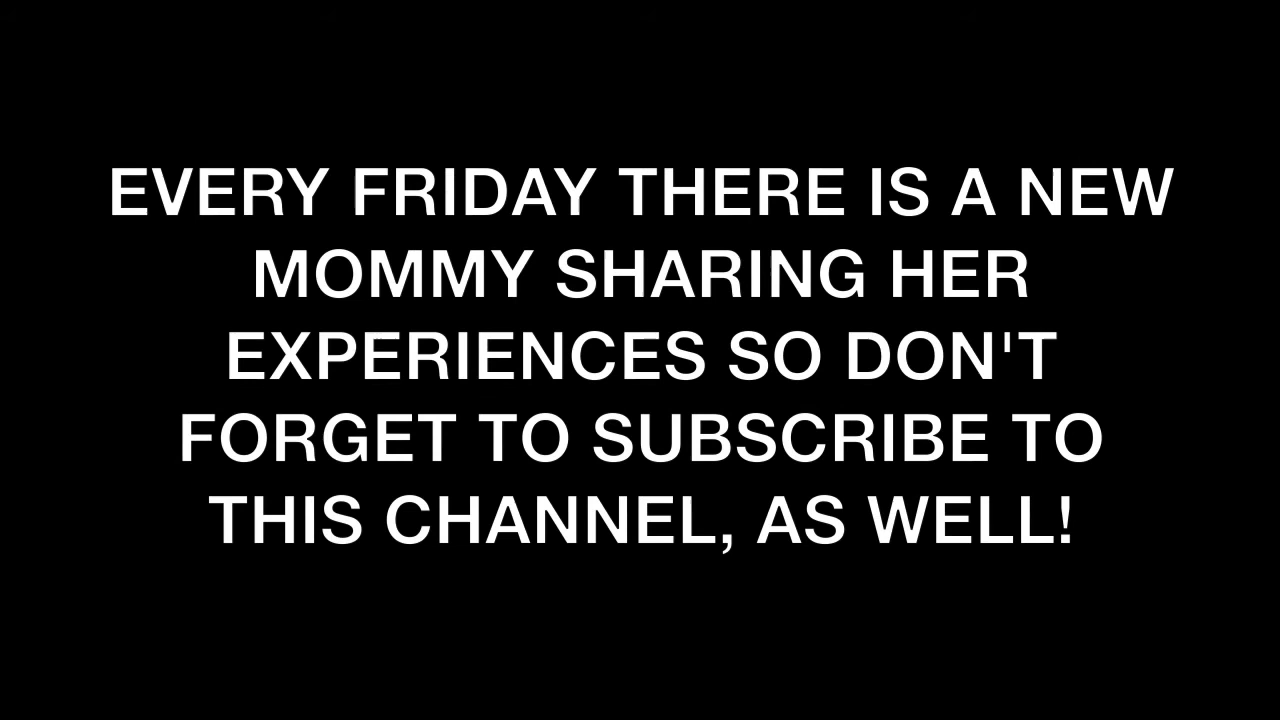 EVERY FRIDAY THERE IS A NEW
MOMMY SHARING HER
EXPERIENCES SO DON'T
FORGET TO SUBSCRIBE TO
THIS CHANNEL, AS WELL!